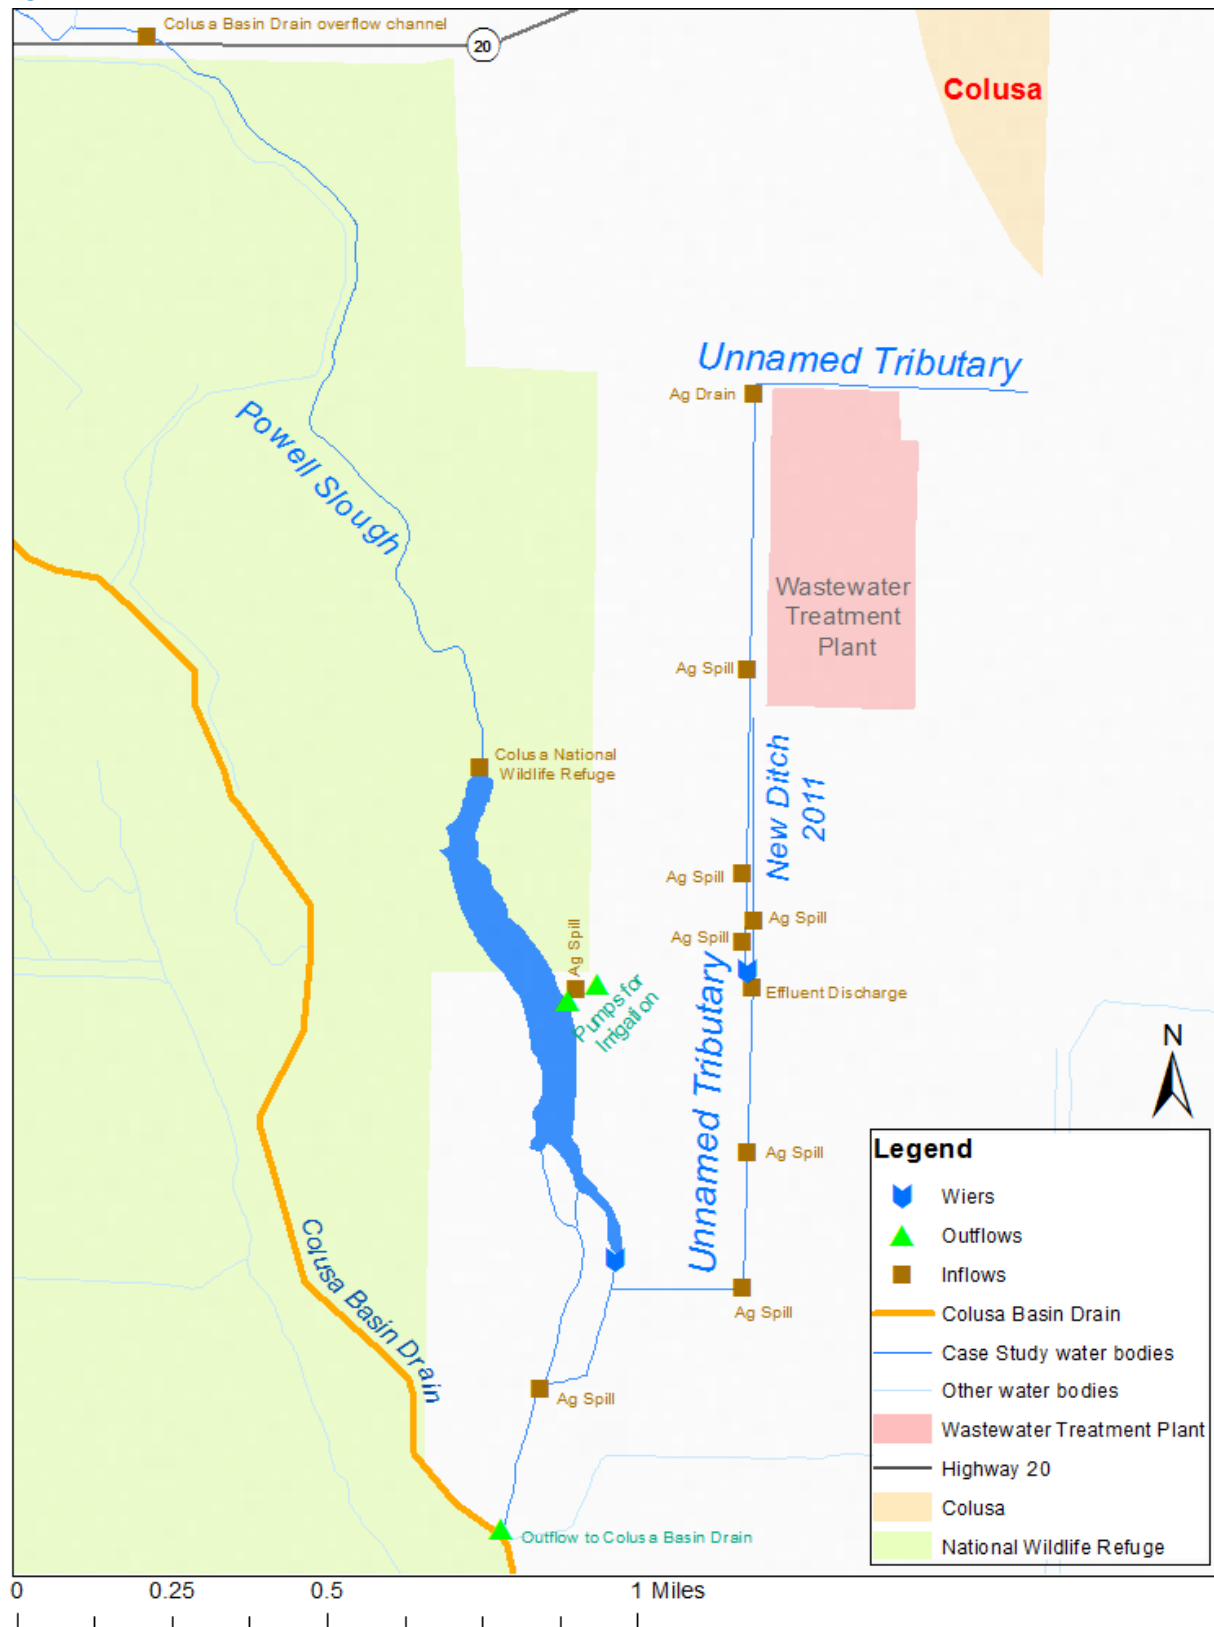 Colusa Basin Drain overflow channel
20
Colusa
Unnamed Tributary
Ag Drain
Powell Slough
Wastewater
Treatment
Plant
Ag Spill
Colusa National
Wildlife Refuge
New Ditch
2011
Ag Spill
Ag Spill
Ag Spill
Ag Spill
Pumps for
Irrigation
Effluent Discharge
Unnamed Tributary
N
Ag Spill
Colusa Basin Drain
Ag Spill
Ag Spill
Outflow to Colusa Basin Drain
Legend
Wiers
Outflows
Inflows
Colusa Basin Drain
Case Study water bodies
Other water bodies
Wastewater Treatment Plant
Highway 20
Colusa
National Wildlife Refuge
0 0.25 0.5 1 Miles